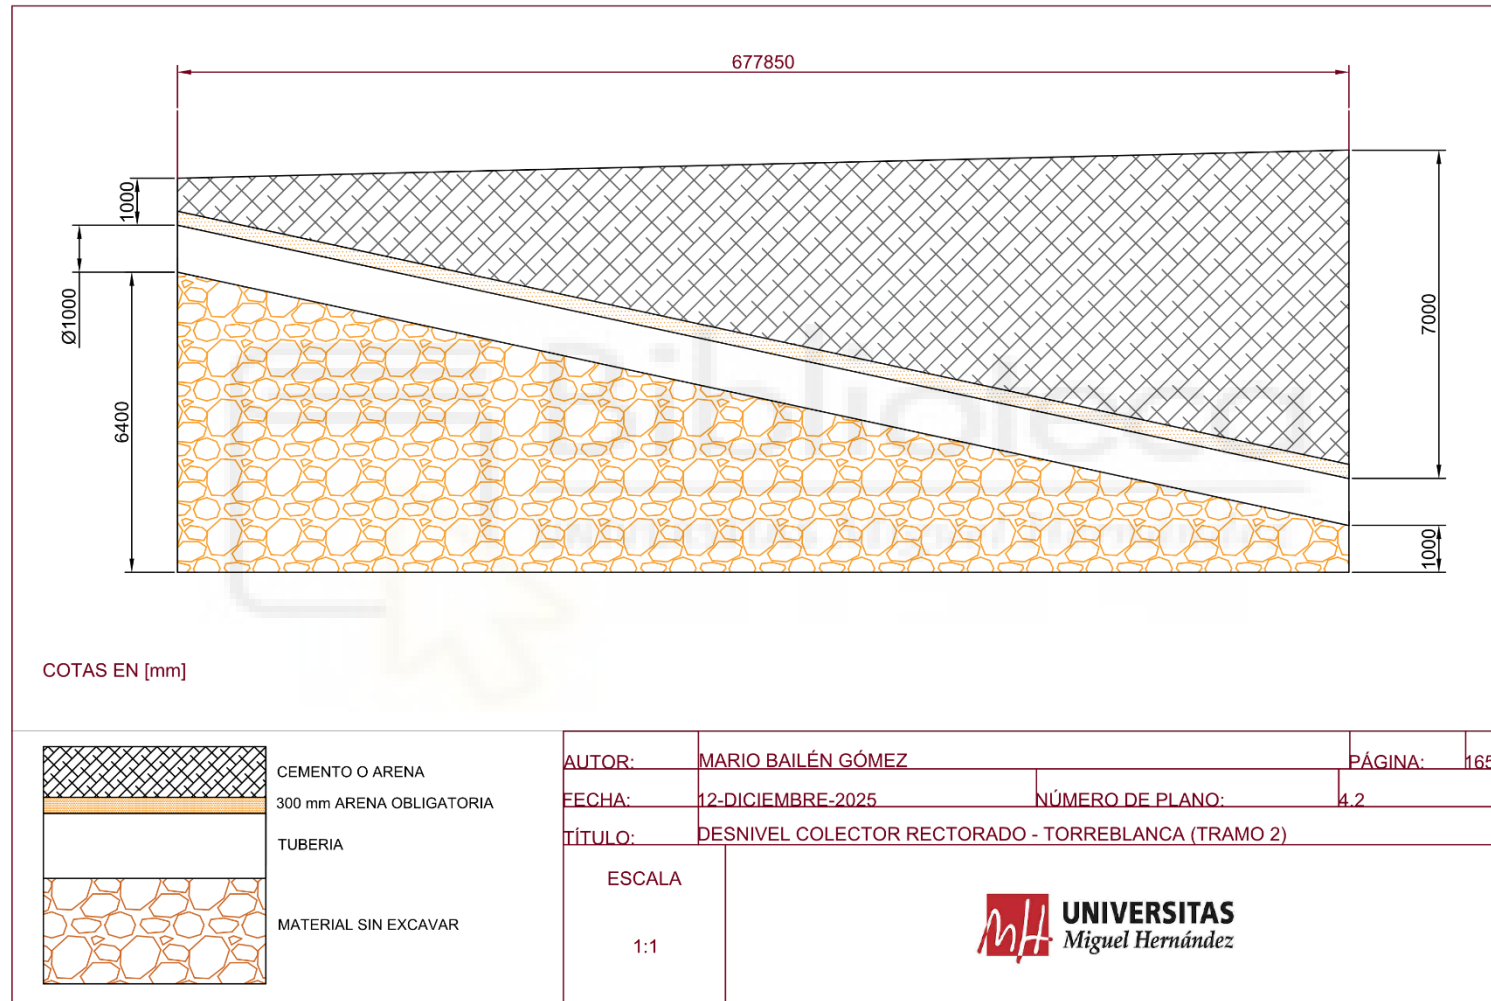 677850
1000
Ø1000
6400
7000
1000
Biblioteca
COTAS EN [mm]
CEMENTO O ARENA
300 mm ARENA OBLIGATORIA
TUBERIA
MATERIAL SIN EXCAVAR
AUTOR: MARIO BAILÉN GÓMEZ PÁGINA: 165
FECHA: 12-DICIEMBRE-2025 NÚMERO DE PLANO: 4.2
TÍTULO: DESNIVEL COLECTOR RECTORADO - TORREBLANCA (TRAMO 2)
ESCALA
1:1
UNIVERSITAS
Miguel Hernández